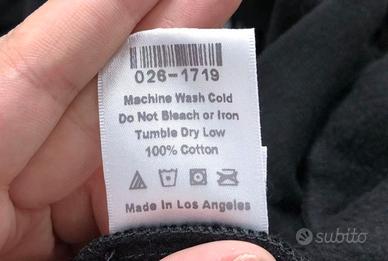 026-1719
Machine Wash Cold
Do Not Bleach or Iron
Tumble Dry Low
100% Cotton
Made In Los Angeles
subito